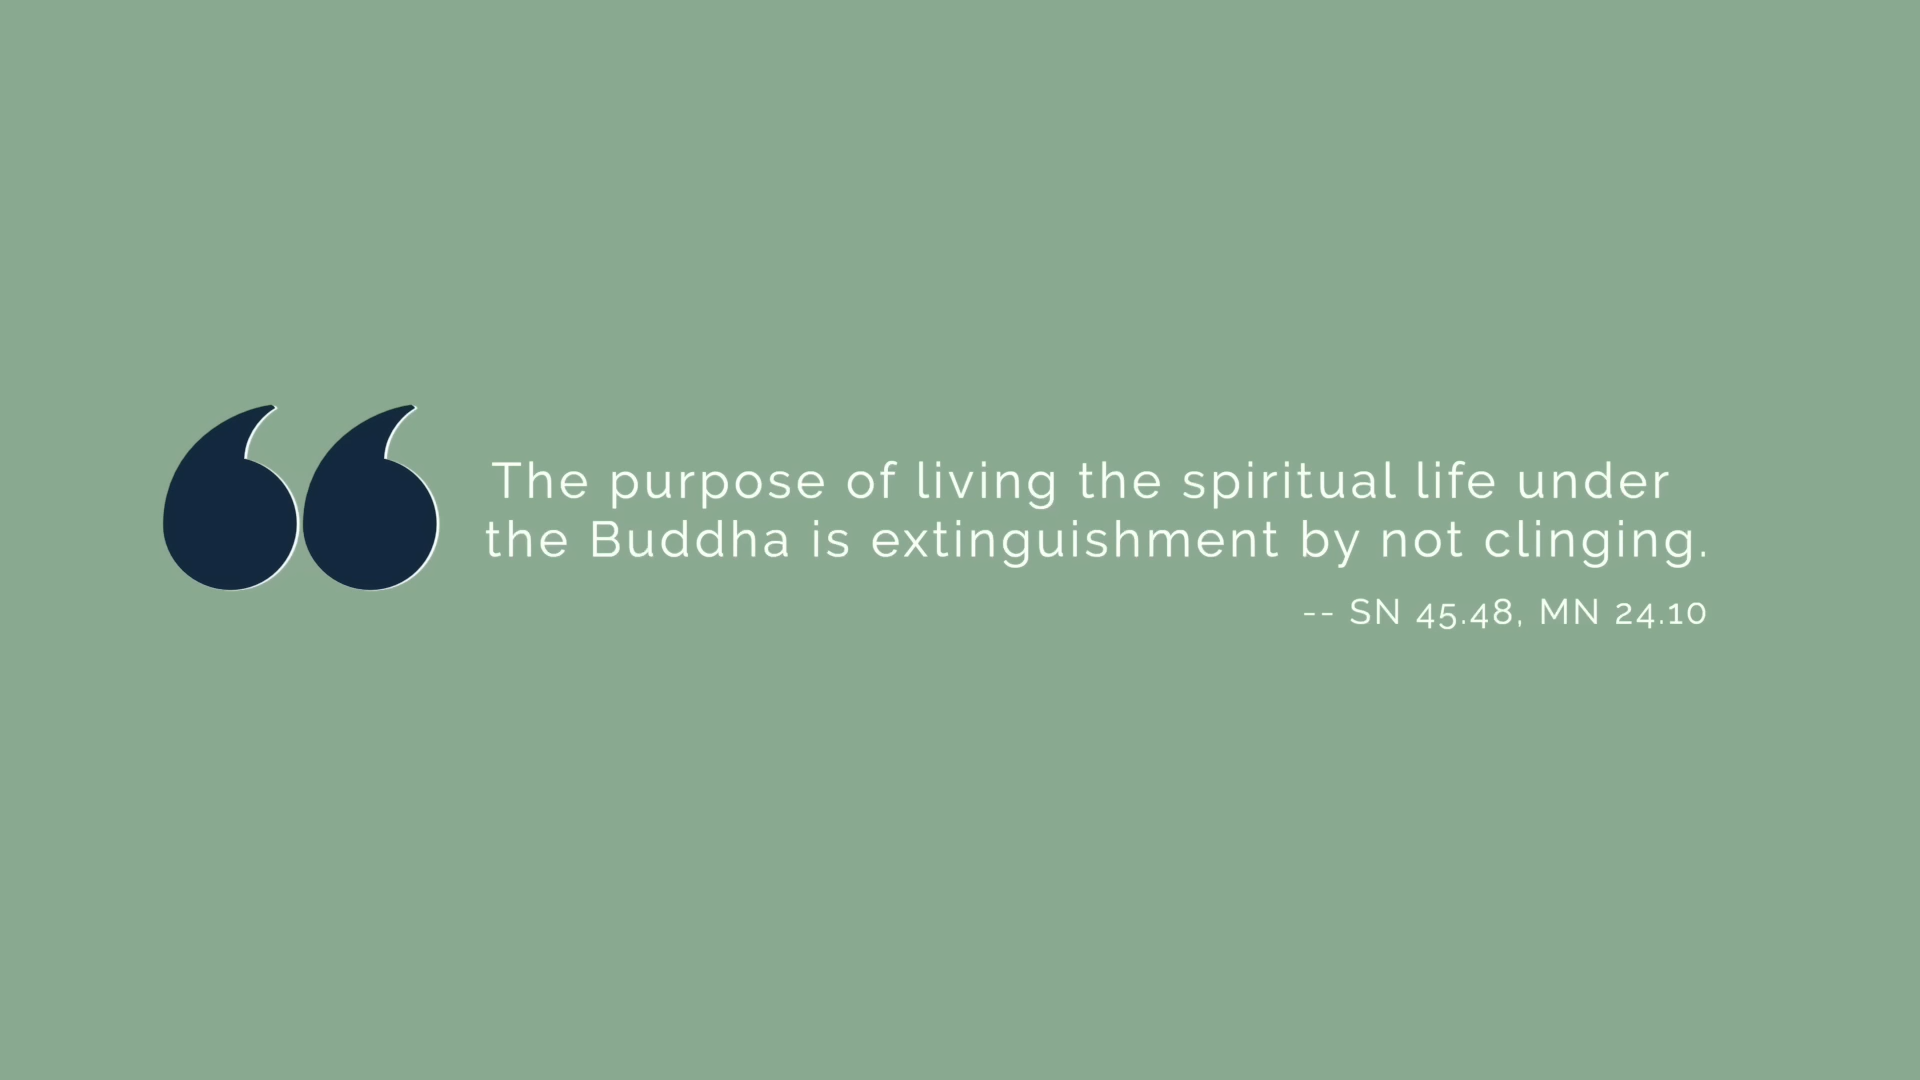 The purpose of living the spiritual life under
the Buddha is extinguishment by not clinging.
-- SN 45.48, MN 24.10